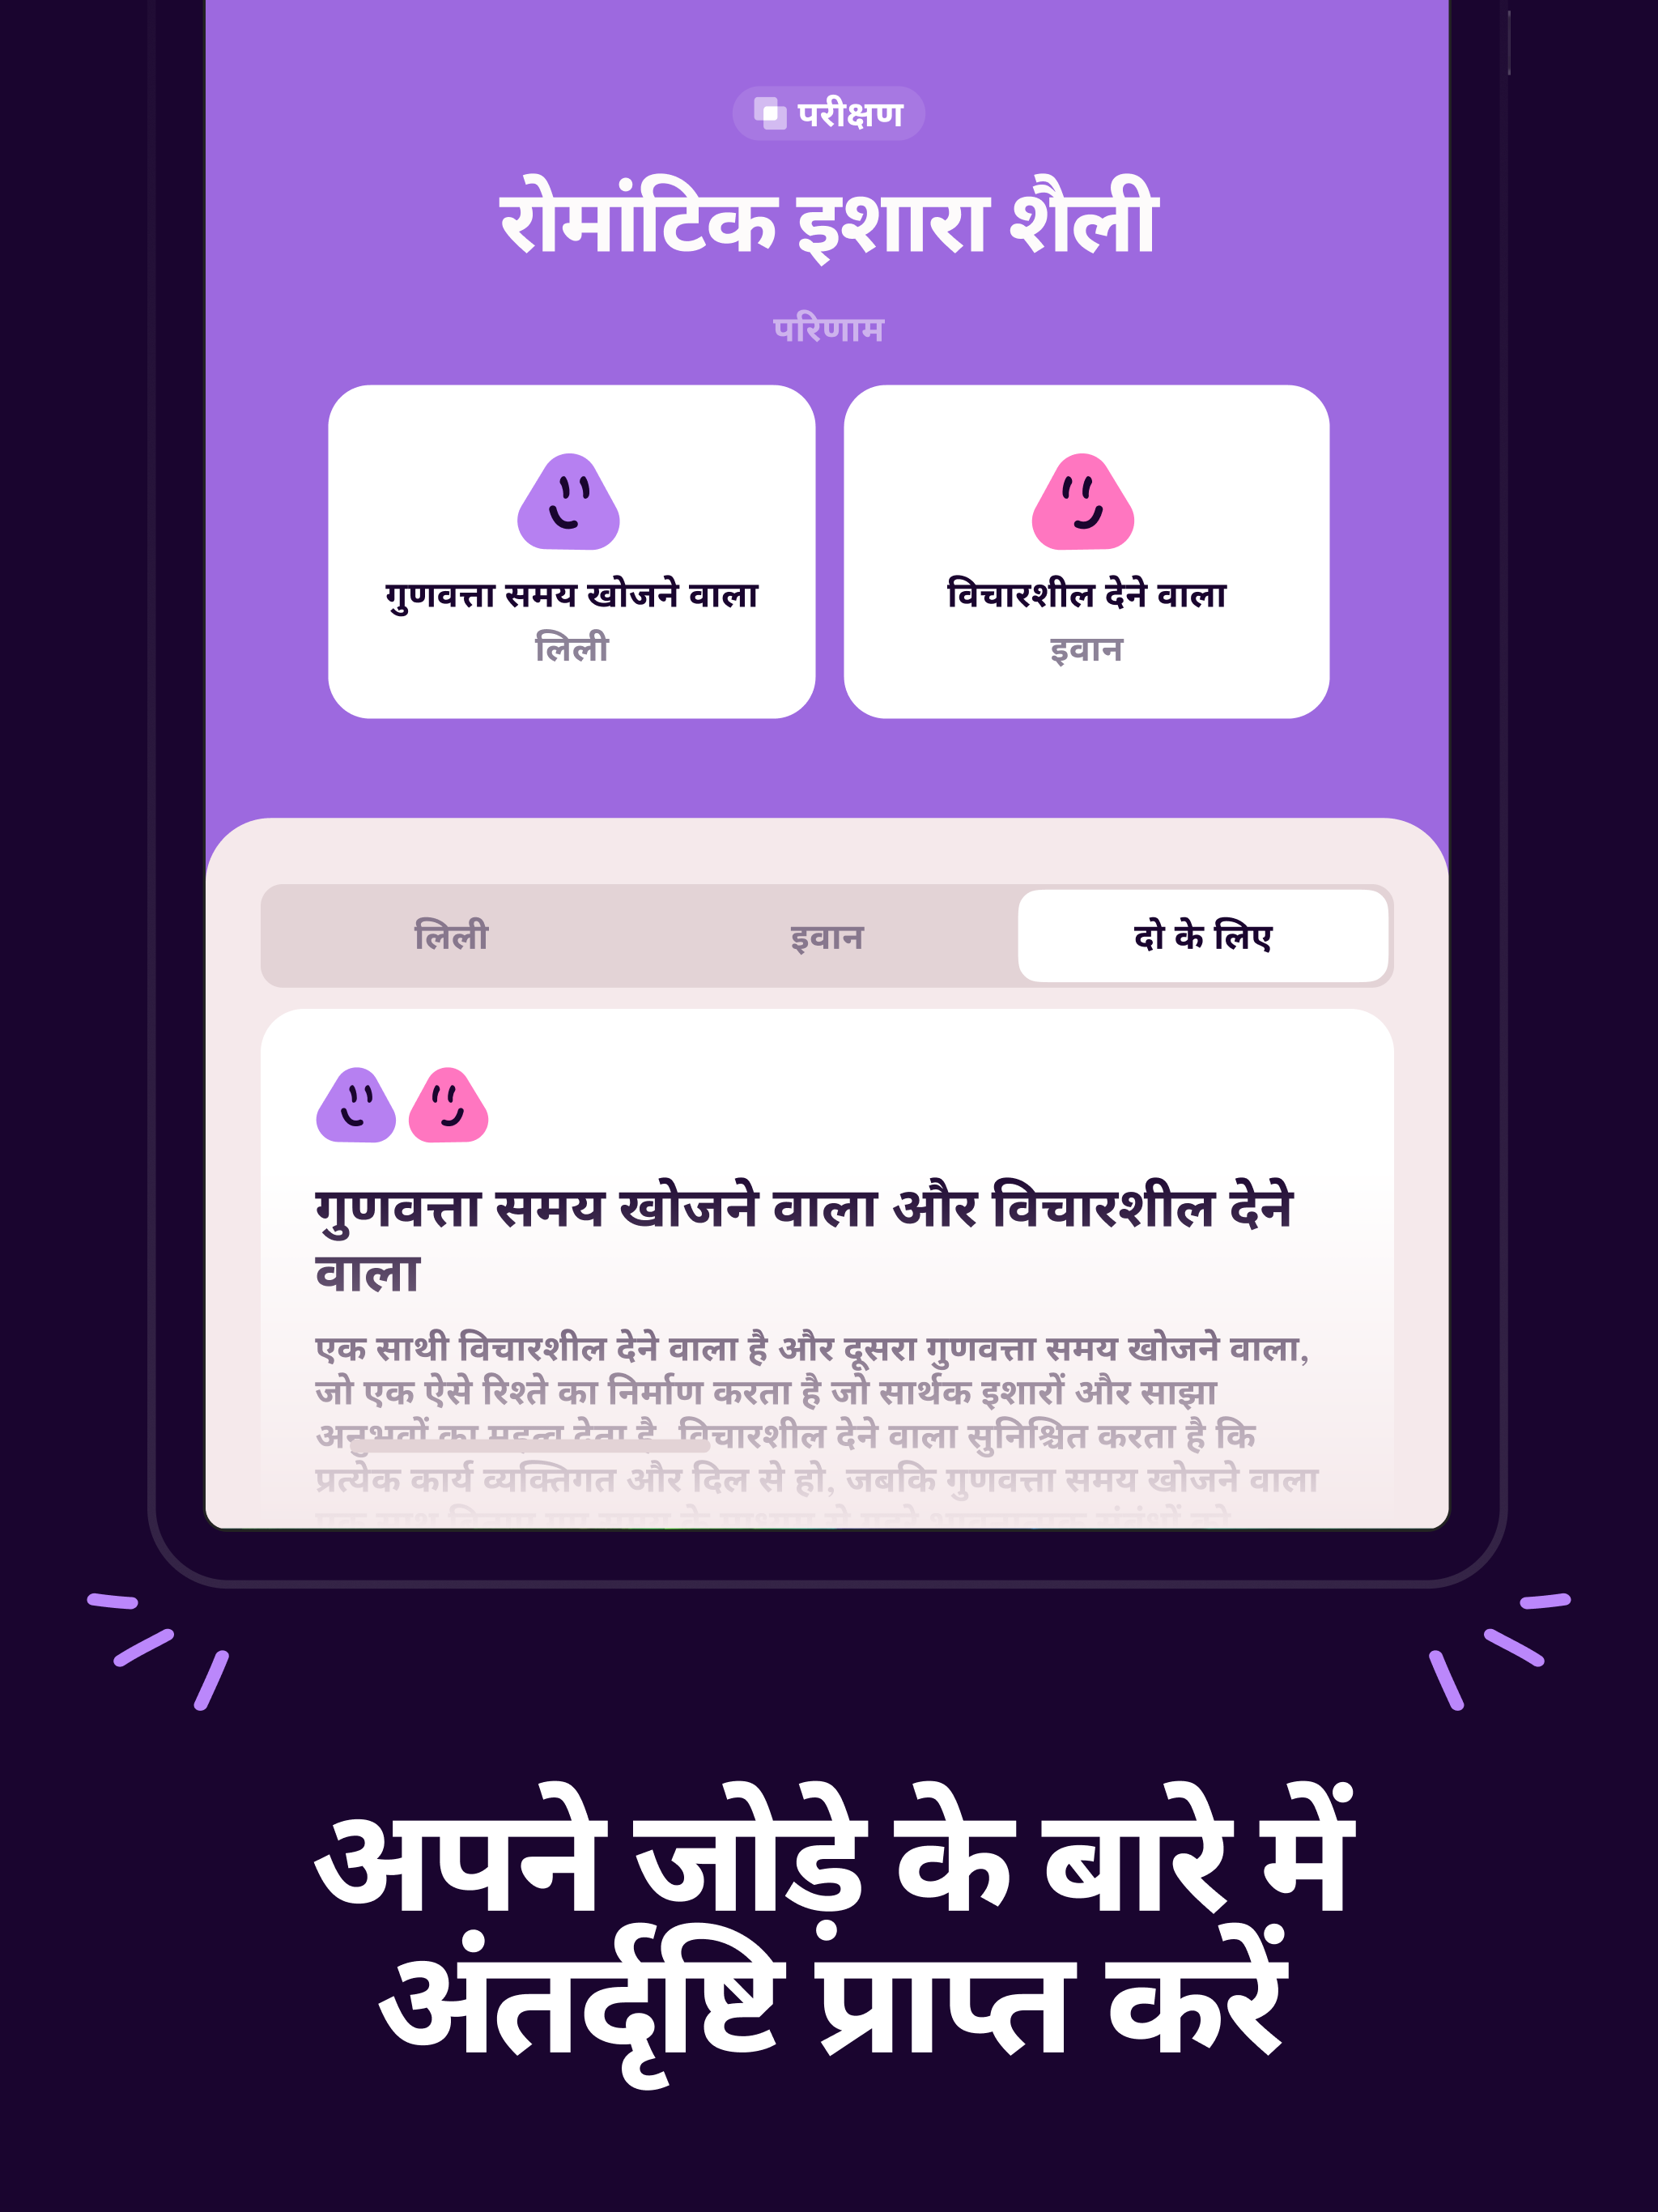 परीक्षण
रोमांटिक इशारा शैली
परिणाम
गुणवत्ता समय खोजने वाला
लिली
विचारशील देने वाला
इवान
लिली
इवान
दो के लिए
गुणवत्ता समय खोजने वाला और विचारशील देने
वाला
एक साथी विचारशील देने वाला है और दूसरा गुणवत्ता समय खोजने वाला,
जो एक ऐसे रिश्ते का निर्माण करता है जो सार्थक इशारों और साझा
अनुभवों का महत्व देता है. विचारशील देने वाला सुनिश्चित करता है कि
प्रत्येक कार्य व्यक्तिगत और दिल से हो, जबकि गुणवत्ता समय खोजने वाला
अपने जोड़े के बारे में
अंतर्दृष्टि प्राप्त करें